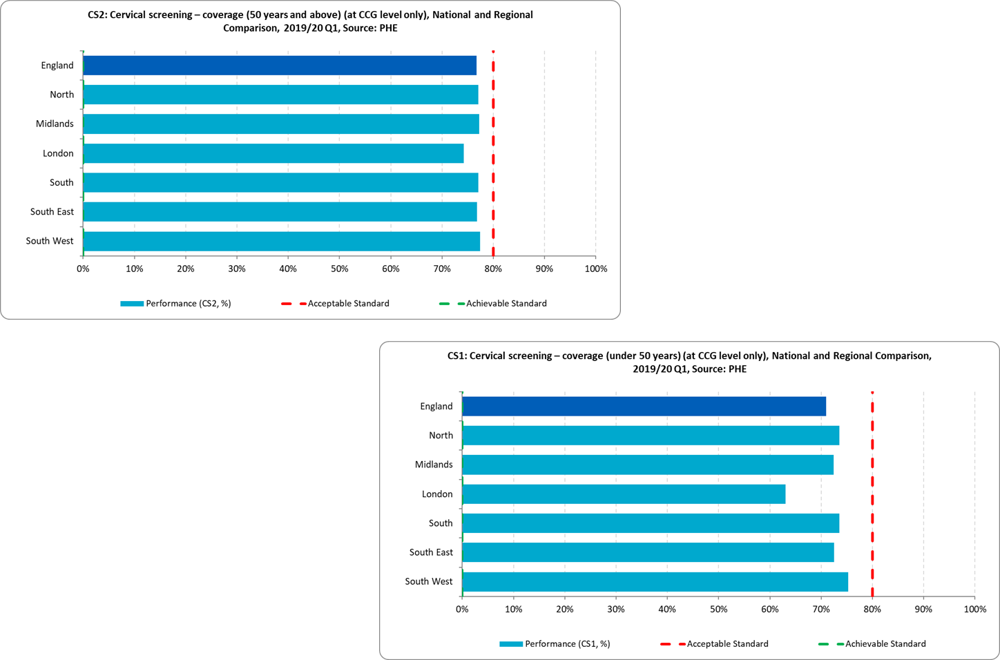 CS2: Cervical screening – coverage (50 years and above) (at CCG level only), National and Regional
Comparison, 2019/20 Q1, Source: PHE
England
North
Midlands
London
South
South East
South West
0% 10% 20% 30% 40% 50% 60% 70% 80% 90% 100%
Performance (CS2, %) Acceptable Standard Achievable Standard
CS1: Cervical screening – coverage (under 50 years) (at CCG level only), National and Regional Comparison,
2019/20 Q1, Source: PHE
England
North
Midlands
London
South
South East
South West
0% 10% 20% 30% 40% 50% 60% 70% 80% 90% 100%
Performance (CS1, %) Acceptable Standard Achievable Standard